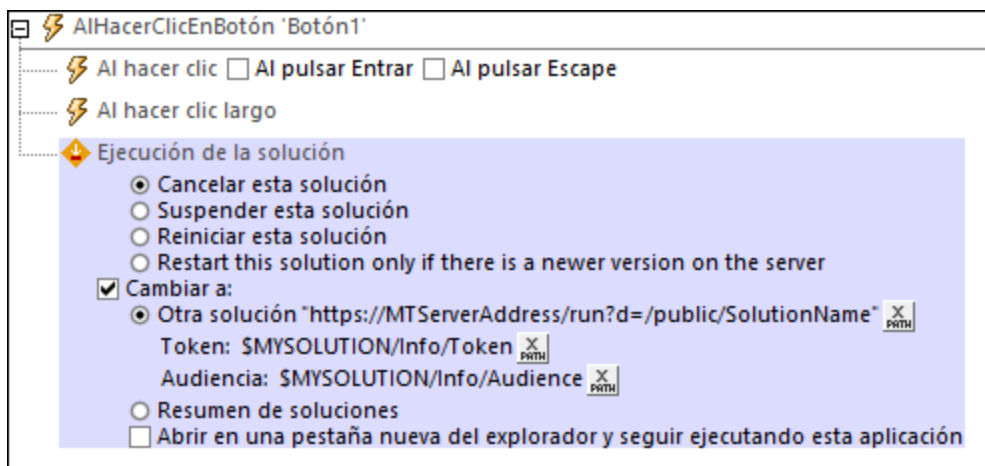 AlHacerClicEnBotón 'Botón1'
Al hacer clic Al pulsar Entrar Al pulsar Escape
Al hacer clic largo
Ejecución de la solución
Cancelar esta solución
Suspender esta solución
Reiniciar esta solución
Restart this solution only if there is a newer version on the server
Cambiar a:
Otra solución "https://MTServerAddress/run?d=/public/SolutionName" X PATH
Token: $MYSOLUTION/Info/Token X PATH
Audiencia: $MYSOLUTION/Info/Audience X PATH
Resumen de soluciones
Abrir en una pestaña nueva del explorador y seguir ejecutando esta aplicación